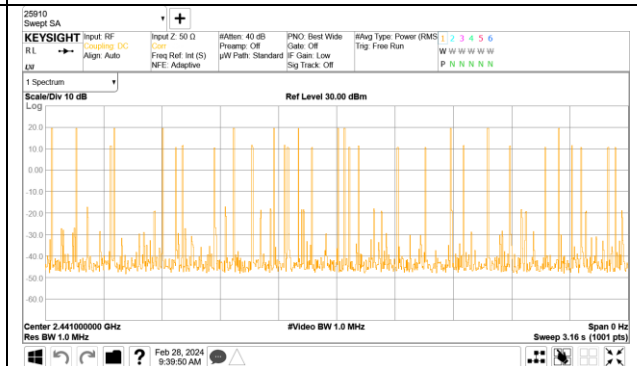 25910
Swept SA
KEYSIGHT Input: RF Input Z: 50 Ω #Atten: 40 dB PNO: Best Wide #Avg Type: Power (RMS 1 2 3 4 5 6
RL Coupling: DC Corr Preamp: Off Gate: Off Trig: Free Run W W W W W W
Align: Auto Freq Ref: Int (S) µW Path: Standard IF Gain: Low P N N N N N
NFE: Adaptive Sig Track: Off
1 Spectrum
Scale/Div 10 dB Ref Level 30.00 dBm
Log
20.0
10.0
0.00
-10.0
-20.0
-30.0
-40.0
-50.0
-60.0
Center 2.441000000 GHz #Video BW 1.0 MHz Span 0 Hz
Res BW 1.0 MHz Sweep 3.16 s (1001 pts)
Feb 28, 2024
9:39:50 AM